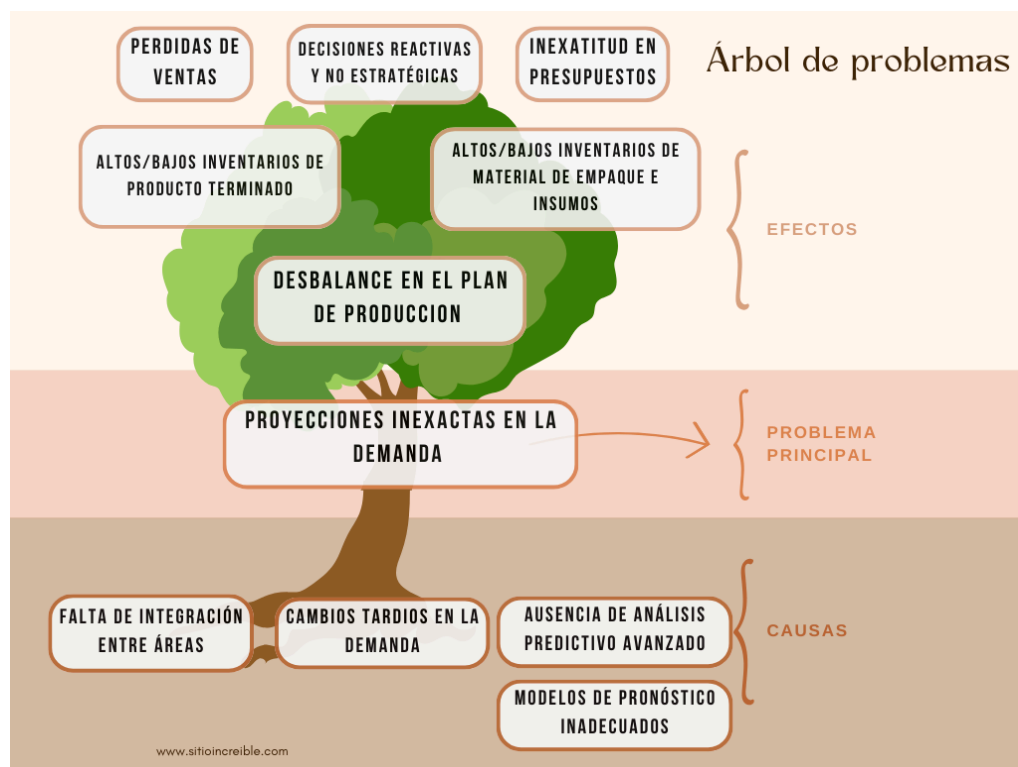 Árbol de problemas
PERDIDAS DE
VENTAS
DECISIONES REACTIVAS
Y NO ESTRATÉGICAS
INEXATITUD EN
PRESUPUESTOS
ALTOS/BAJOS INVENTARIOS DE
PRODUCTO TERMINADO
ALTOS/BAJOS INVENTARIOS DE
MATERIAL DE EMPAQUE E
INSUMOS
EFECTOS
DESBALANCE EN EL PLAN
DE PRODUCCION
PROYECCIONES INEXACTAS EN LA
DEMANDA
PROBLEMA
PRINCIPAL
FALTA DE INTEGRACIÓN
ENTRE ÁREAS
CAMBIOS TARDIOS EN LA
DEMANDA
AUSENCIA DE ANÁLISIS
PREDICTIVO AVANZADO
CAUSAS
MODELOS DE PRONÓSTICO
INADECUADOS
www.sitioincreible.com